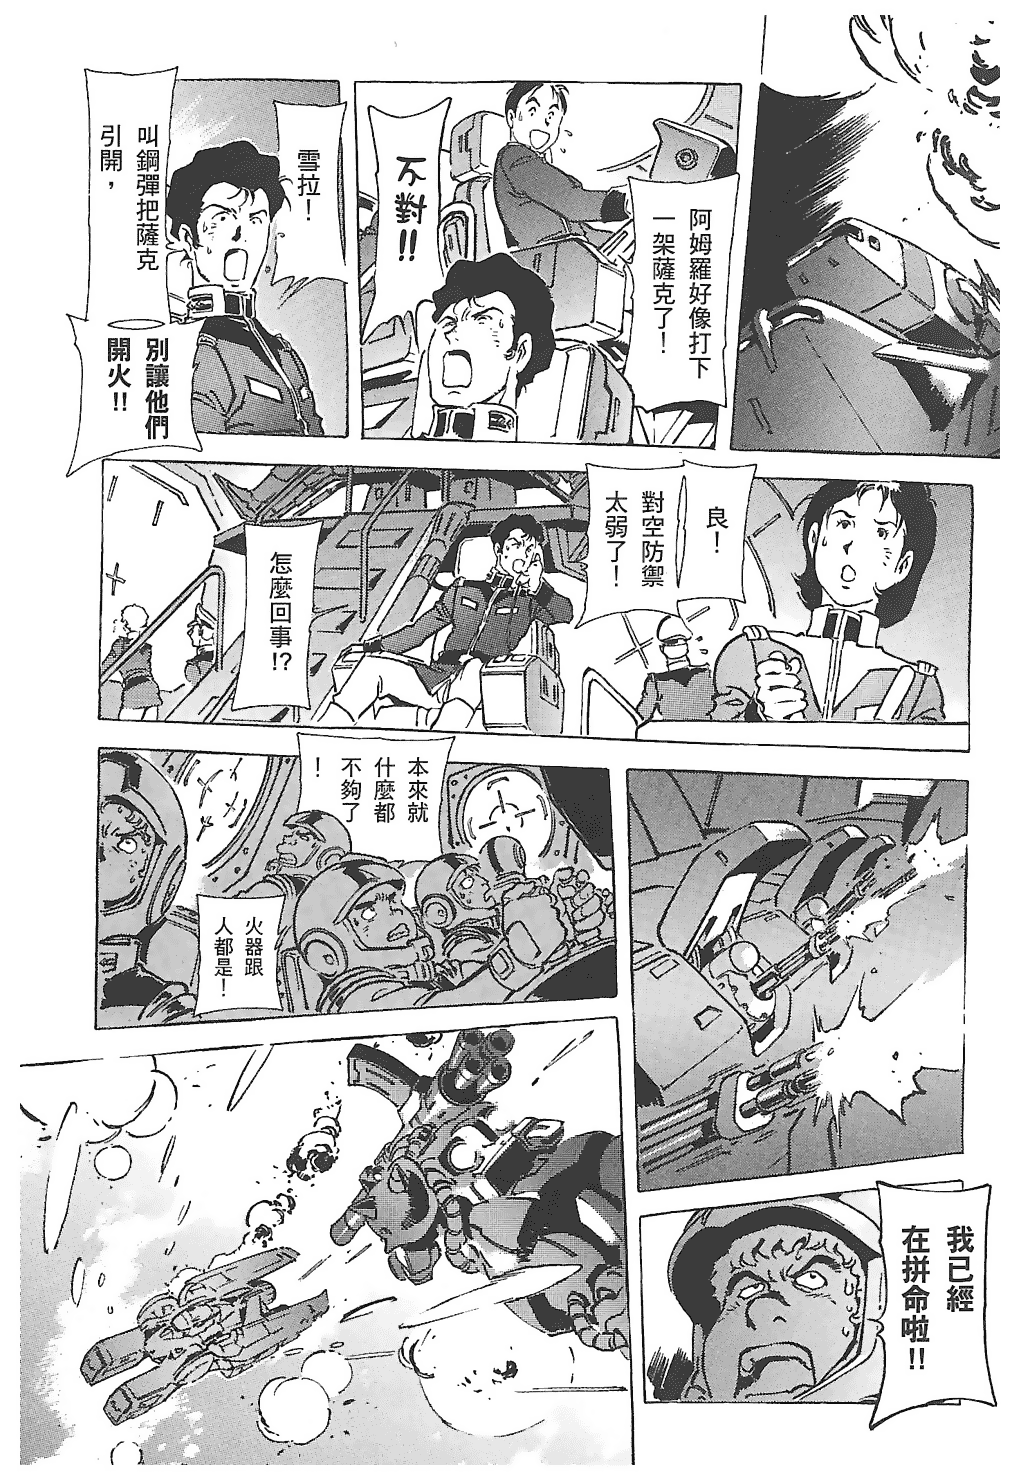 阿姆羅好像打下
一架薩克了！
不對!!
雪拉！
叫鋼彈把薩克
引開，
別讓他們
開火!!
良！
對空防禦
太弱了！
怎麼回事!?
本來就
什麼都
不夠了
！
火器跟
人都是！
我已經
在拼命啦!!